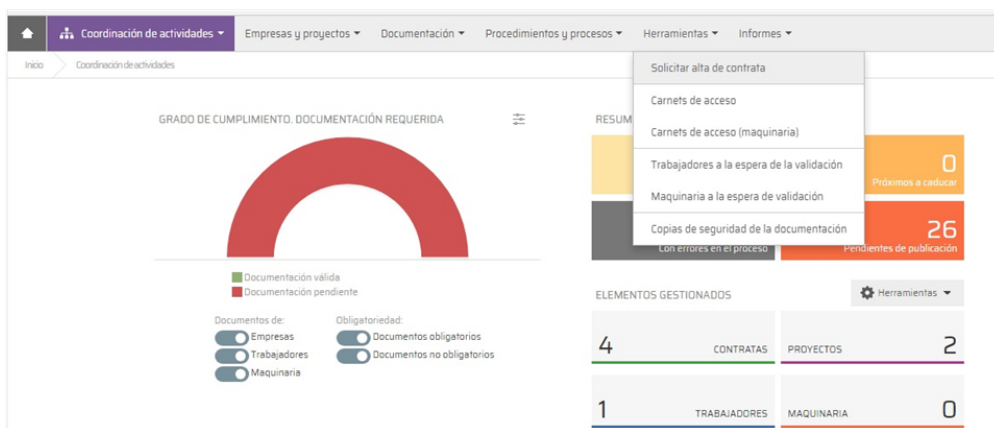 Coordinación de actividades Empresas y proyectos Documentación Procedimientos y procesos Herramientas Informes
Inicio Coordinación de actividades
Solicitar alta de contrata
Carnets de acceso
Carnets de acceso (maquinaria)
Trabajadores a la espera de la validación
Maquinaria a la espera de validación
Copias de seguridad de la documentación
GRADO DE CUMPLIMIENTO. DOCUMENTACIÓN REQUERIDA
Documentación válida
Documentación pendiente
Documentos de: Obligatoriedad:
Empresas Documentos obligatorios
Trabajadores Documentos no obligatorios
Maquinaria
RESUM
0
Próximos a caducar
Con errores en el proceso
26
Pendientes de publicación
ELEMENTOS GESTIONADOS Herramientas
4 CONTRATAS PROYECTOS 2
1 TRABAJADORES MAQUINARIA 0